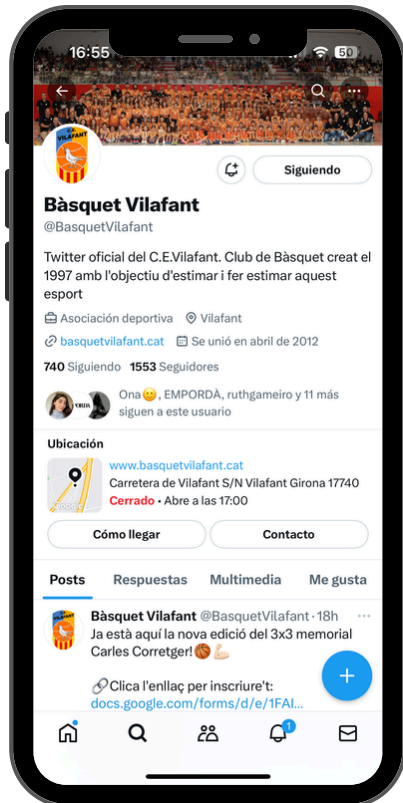 16:55
50
VILAFANT
Siguiendo
Bàsquet Vilafant
@BasquetVilafant
Twitter oficial del C.E.Vilafant. Club de Bàsquet creat el
1997 amb l'objectiu d'estimar i fer estimar aquest
esport
Asociación deportiva Vilafant
basquetvilafant.cat Se unió en abril de 2012
740 Siguiendo 1553 Seguidores
Ona😊, EMPORDÀ, ruthgameiro y 11 más
siguen a este usuario
Ubicación
www.basquetvilafant.cat
Carretera de Vilafant S/N Vilafant Girona 17740
Cerrado • Abre a las 17:00
Google
Cómo llegar Contacto
Posts Respuestas Multimedia Me gusta
Bàsquet Vilafant @BasquetVilafant · 18h
Ja està aquí la nova edició del 3x3 memorial
Carles Corretger!🏀💪🏻
🔗Clica l'enllaç per inscriure't:
docs.google.com/forms/d/e/1FAI...
1